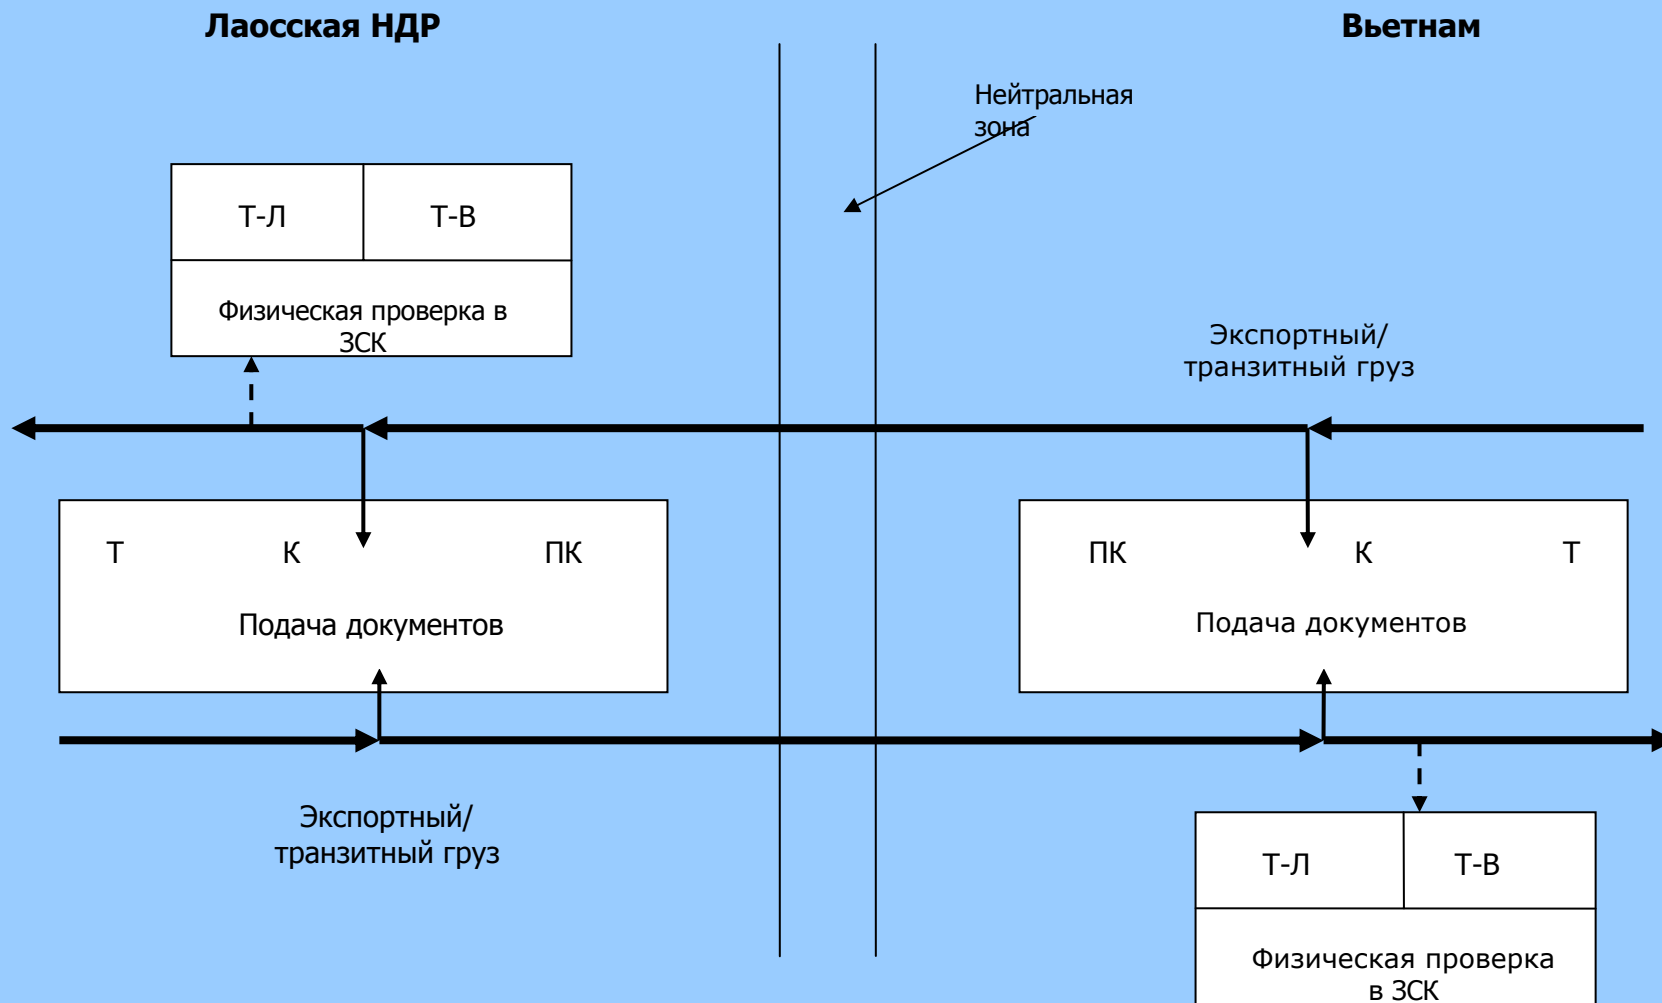 Лаосская НДР
Вьетнам
Нейтральная
зона
Т-Л
Т-В
Физическая проверка в
ЗСК
Экспортный/
транзитный груз
Т
К
ПК
Подача документов
ПК
К
Т
Подача документов
Экспортный/
транзитный груз
Т-Л
Т-В
Физическая проверка
в ЗСК